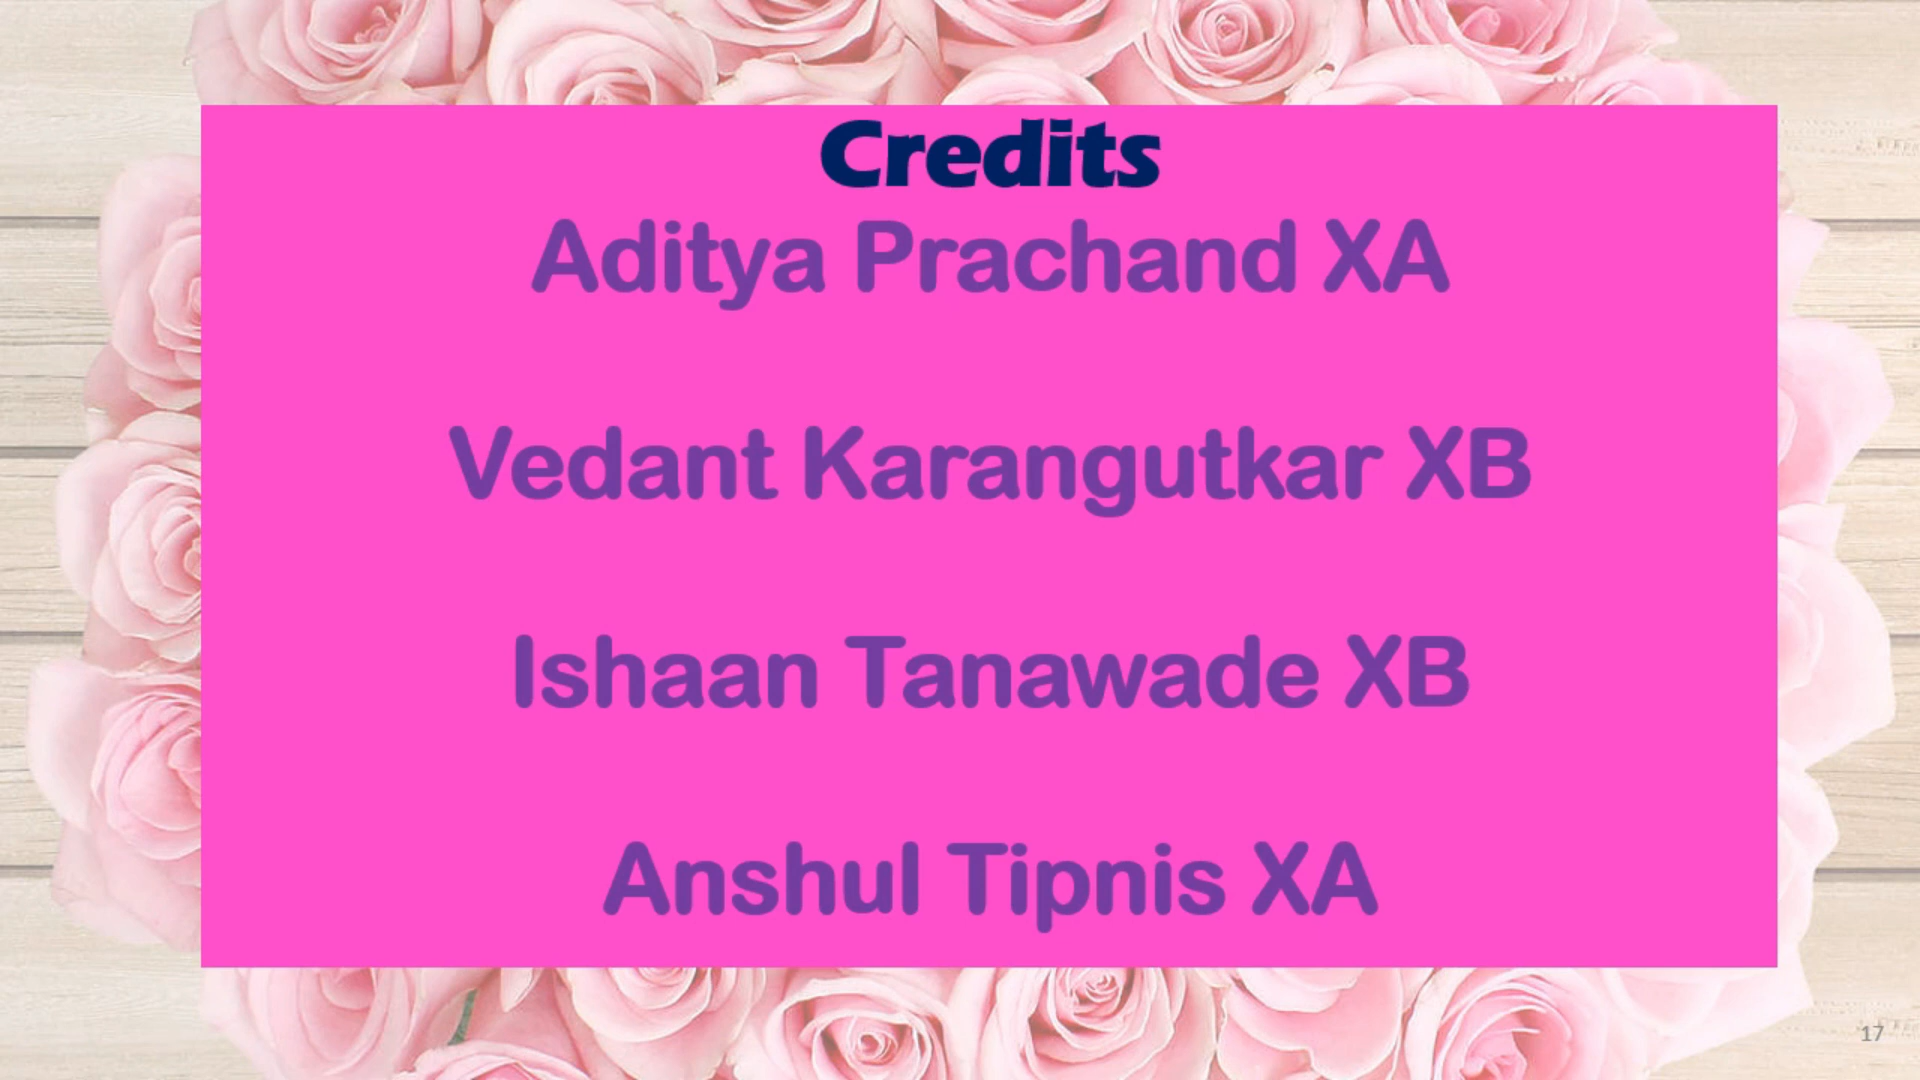 Credits
Aditya Prachand XA
Vedant Karangutkar XB
Ishaan Tanawade XB
Anshul Tipnis XA
17